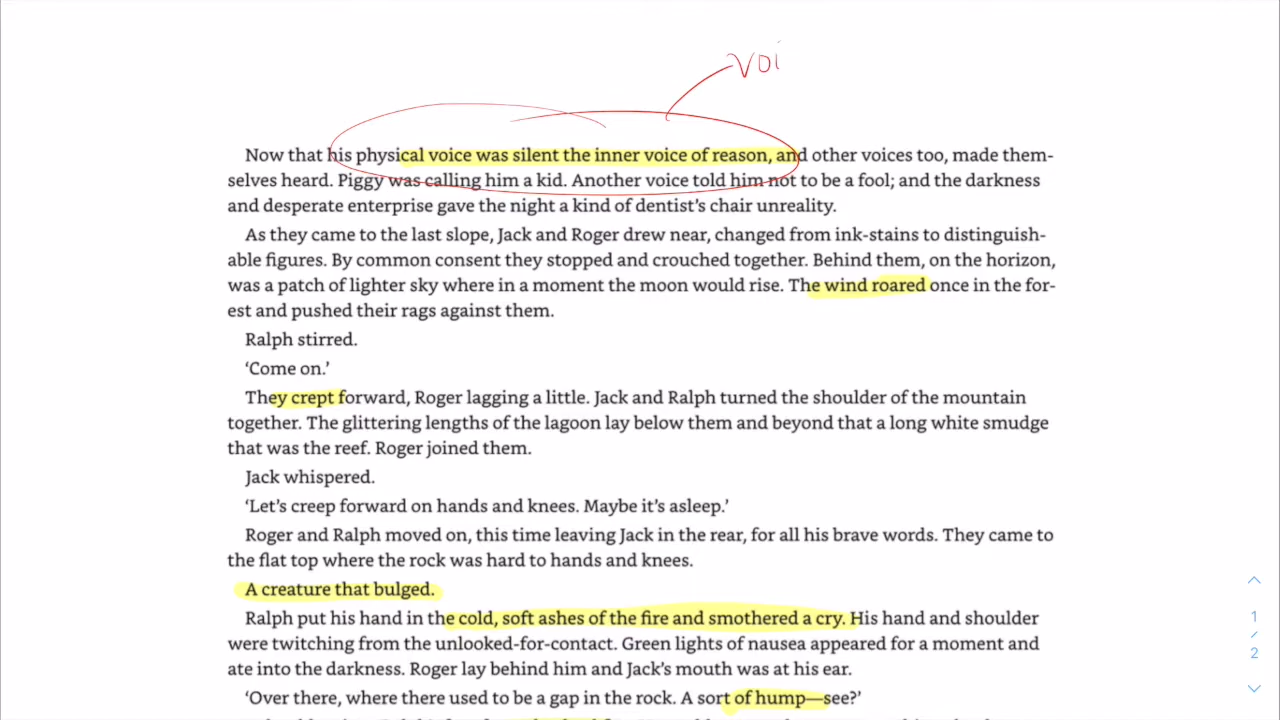 voi
Now that his physical voice was silent the inner voice of reason, and other voices too, made them-
selves heard. Piggy was calling him a kid. Another voice told him not to be a fool; and the darkness
and desperate enterprise gave the night a kind of dentist’s chair unreality.
As they came to the last slope, Jack and Roger drew near, changed from ink-stains to distinguish-
able figures. By common consent they stopped and crouched together. Behind them, on the horizon,
was a patch of lighter sky where in a moment the moon would rise. The wind roared once in the for-
est and pushed their rags against them.
Ralph stirred.
‘Come on.’
They crept forward, Roger lagging a little. Jack and Ralph turned the shoulder of the mountain
together. The glittering lengths of the lagoon lay below them and beyond that a long white smudge
that was the reef. Roger joined them.
Jack whispered.
‘Let’s creep forward on hands and knees. Maybe it’s asleep.’
Roger and Ralph moved on, this time leaving Jack in the rear, for all his brave words. They came to
the flat top where the rock was hard to hands and knees.
A creature that bulged.
Ralph put his hand in the cold, soft ashes of the fire and smothered a cry. His hand and shoulder
were twitching from the unlooked-for-contact. Green lights of nausea appeared for a moment and
ate into the darkness. Roger lay behind him and Jack’s mouth was at his ear.
‘Over there, where there used to be a gap in the rock. A sort of hump—see?’
1
/
2